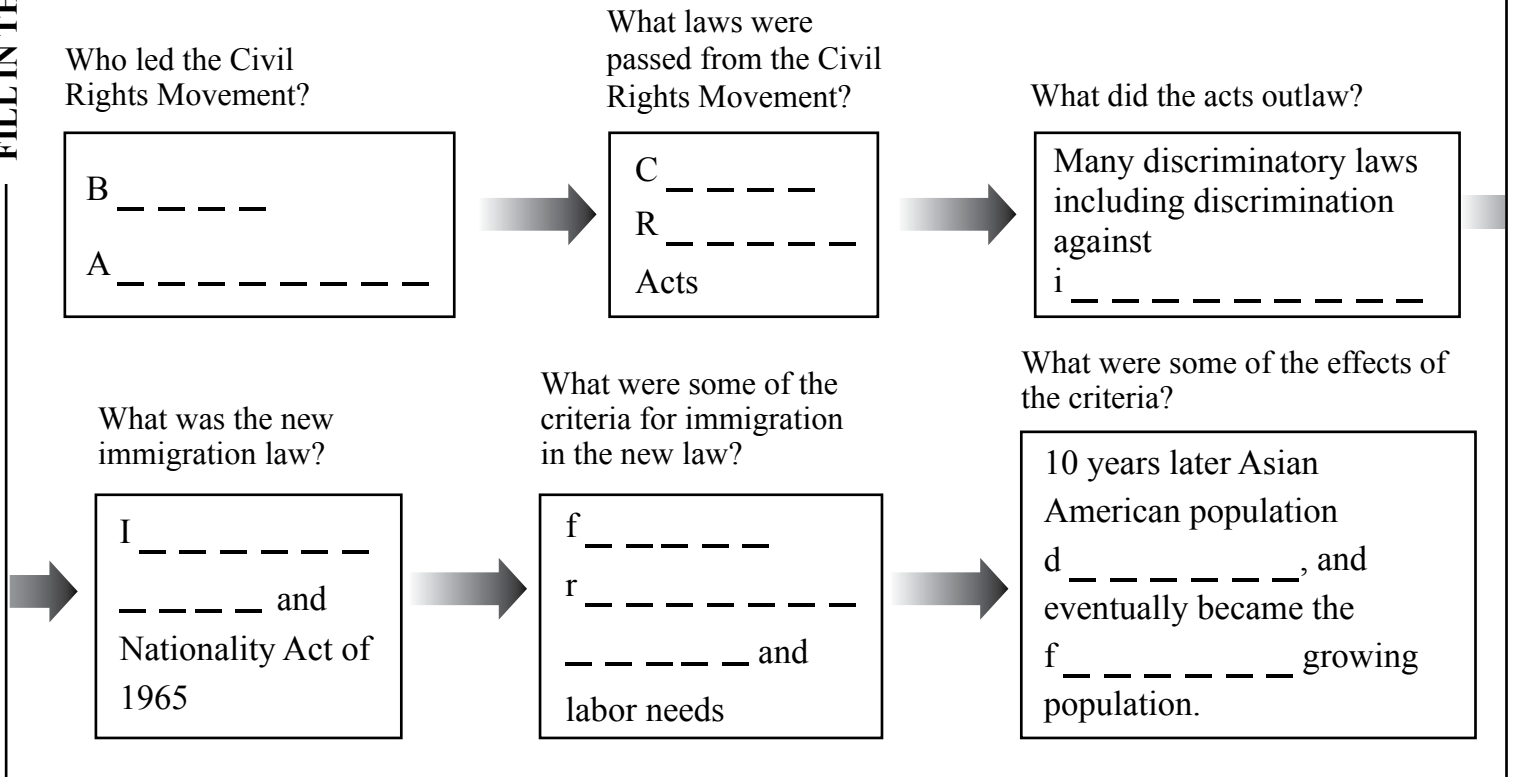 FILL IN TH
Who led the Civil
Rights Movement?
B _ _ _ _
A _ _ _ _ _ _ _ _
What laws were
passed from the Civil
Rights Movement?
C _ _ _ _
R _ _ _ _ _
Acts
What did the acts outlaw?
Many discriminatory laws
including discrimination
against
i _ _ _ _ _ _ _ _ _
What was the new
immigration law?
I _ _ _ _ _ _
_ _ _ _ and
Nationality Act of
1965
What were some of the
criteria for immigration
in the new law?
f _ _ _ _ _
r _ _ _ _ _ _ _
_ _ _ _ _ and
labor needs
What were some of the effects of
the criteria?
10 years later Asian
American population
d _ _ _ _ _ _, and
eventually became the
f _ _ _ _ _ _ growing
population.